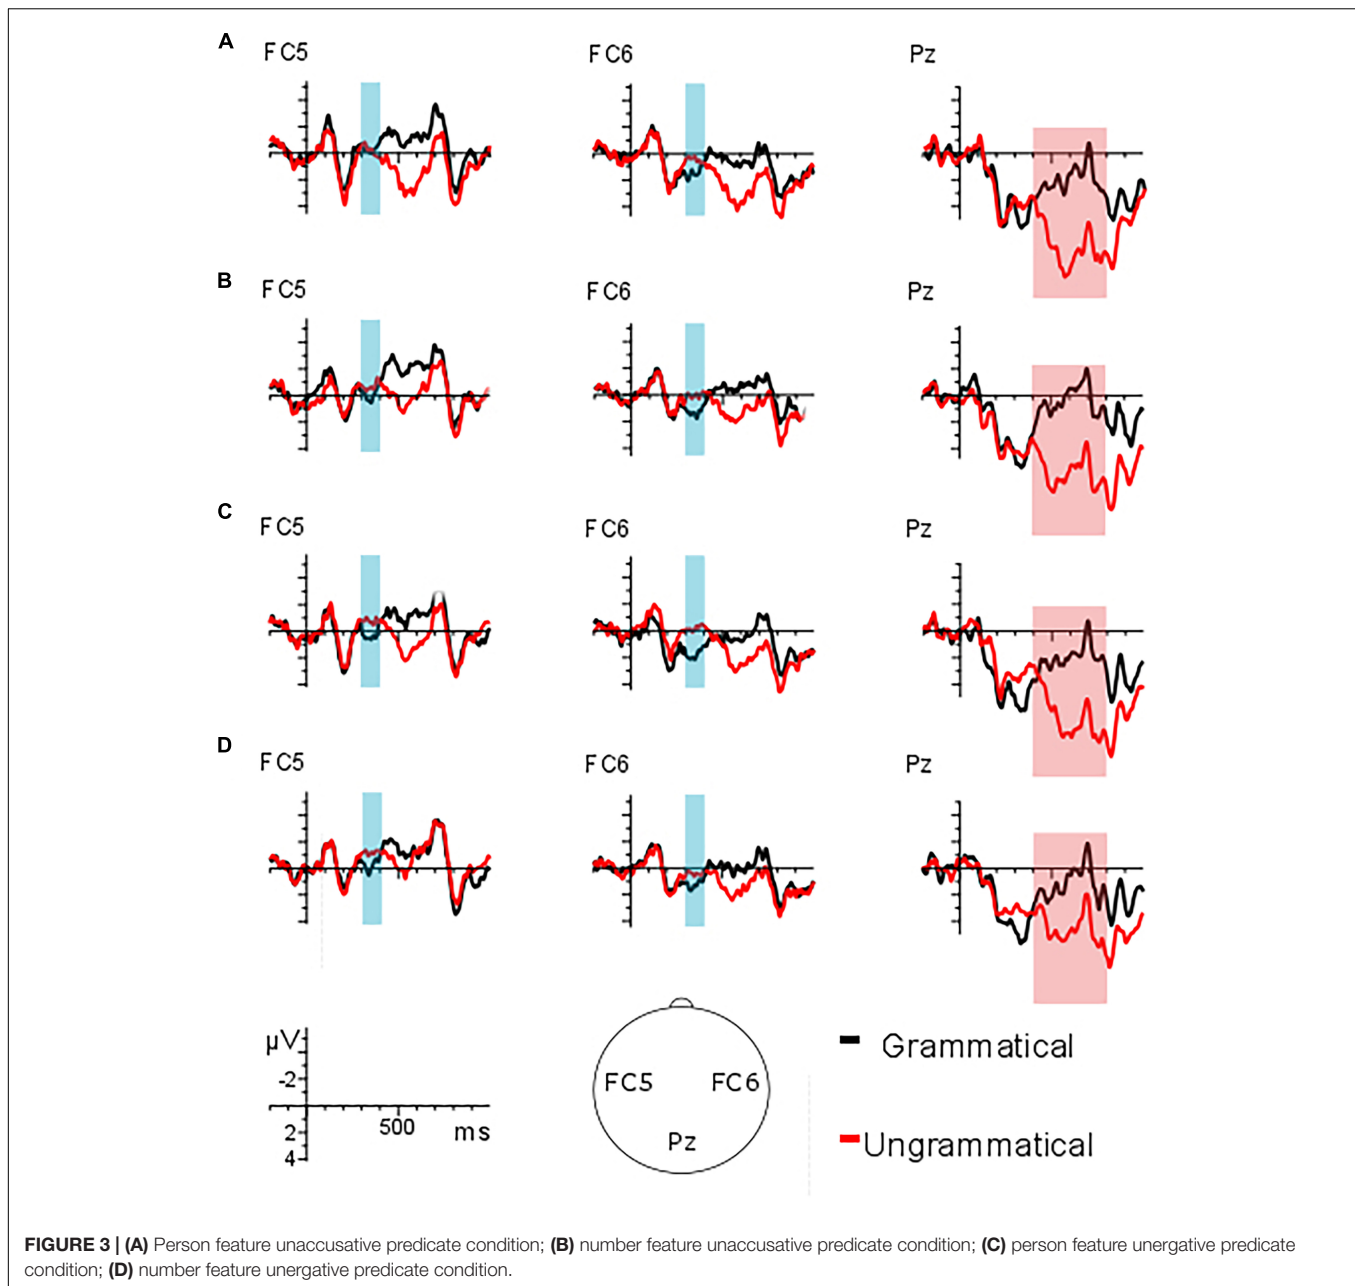 A
FC5 FC6 Pz
B
FC5 FC6 Pz
C
FC5 FC6 Pz
D
FC5 FC6 Pz
µV
-2
2
4
500
ms
FC5 FC6
Pz
Grammatical
Ungrammatical
FIGURE 3 | (A) Person feature unaccusative predicate condition; (B) number feature unaccusative predicate condition; (C) person feature unergative predicate
condition; (D) number feature unergative predicate condition.